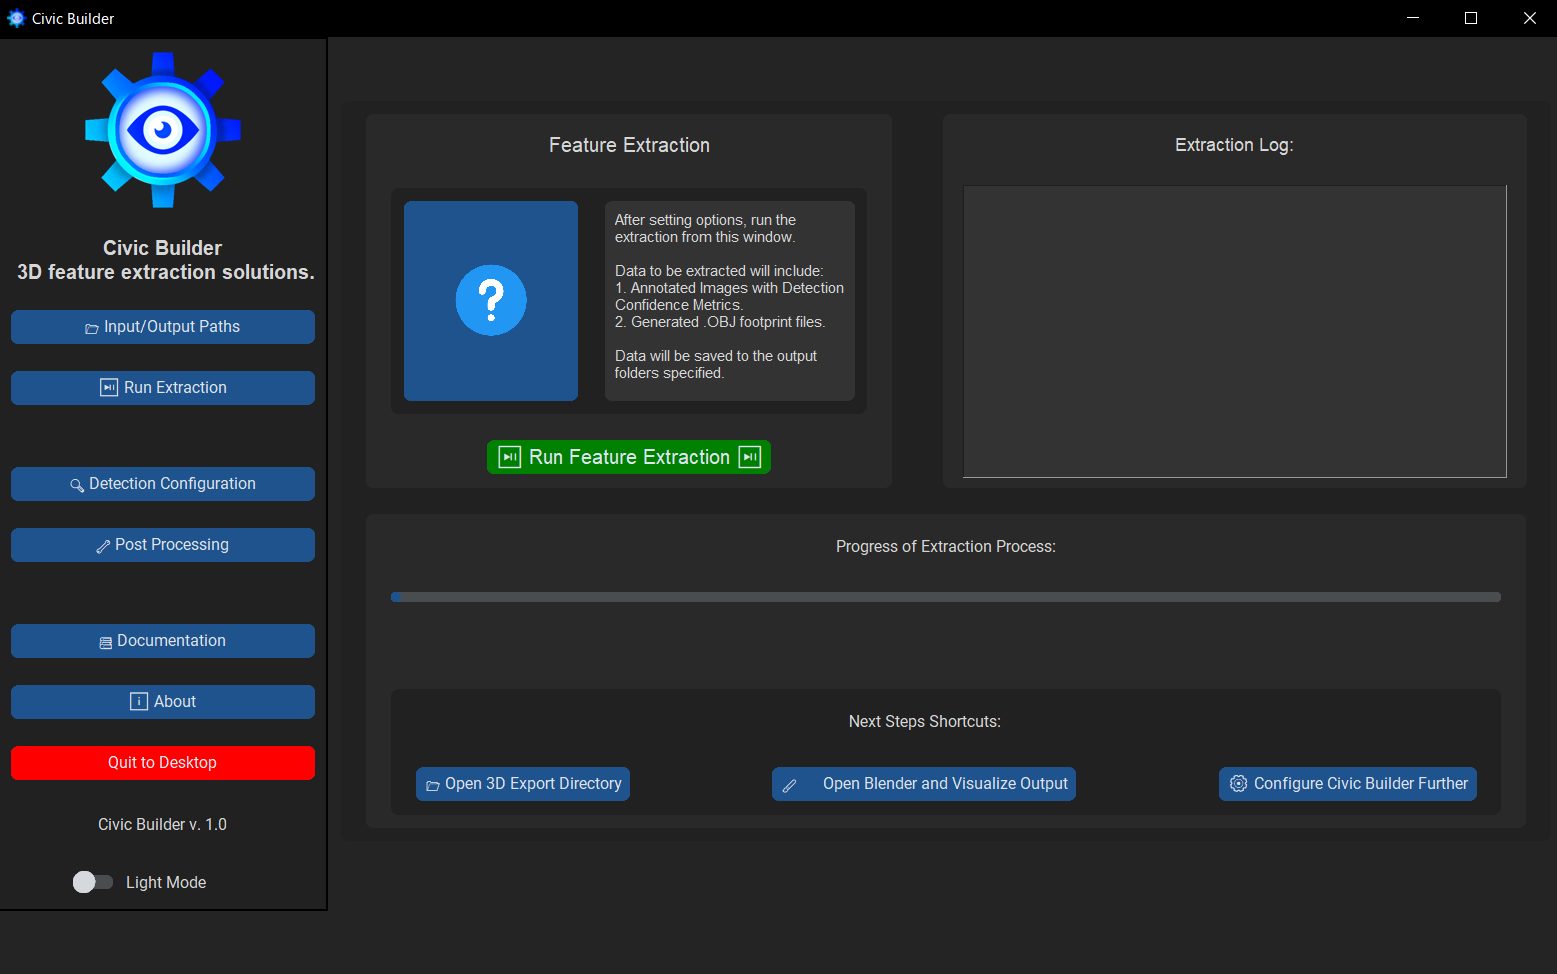 Civic Builder
Civic Builder
3D feature extraction solutions.
Input/Output Paths
Run Extraction
Detection Configuration
Post Processing
Documentation
About
Quit to Desktop
Civic Builder v. 1.0
Light Mode
Feature Extraction
After setting options, run the
extraction from this window.
Data to be extracted will include:
1. Annotated Images with Detection
Confidence Metrics.
2. Generated .OBJ footprint files.
Data will be saved to the output
folders specified.
Run Feature Extraction
Extraction Log:
Progress of Extraction Process:
Next Steps Shortcuts:
Open 3D Export Directory
Open Blender and Visualize Output
Configure Civic Builder Further